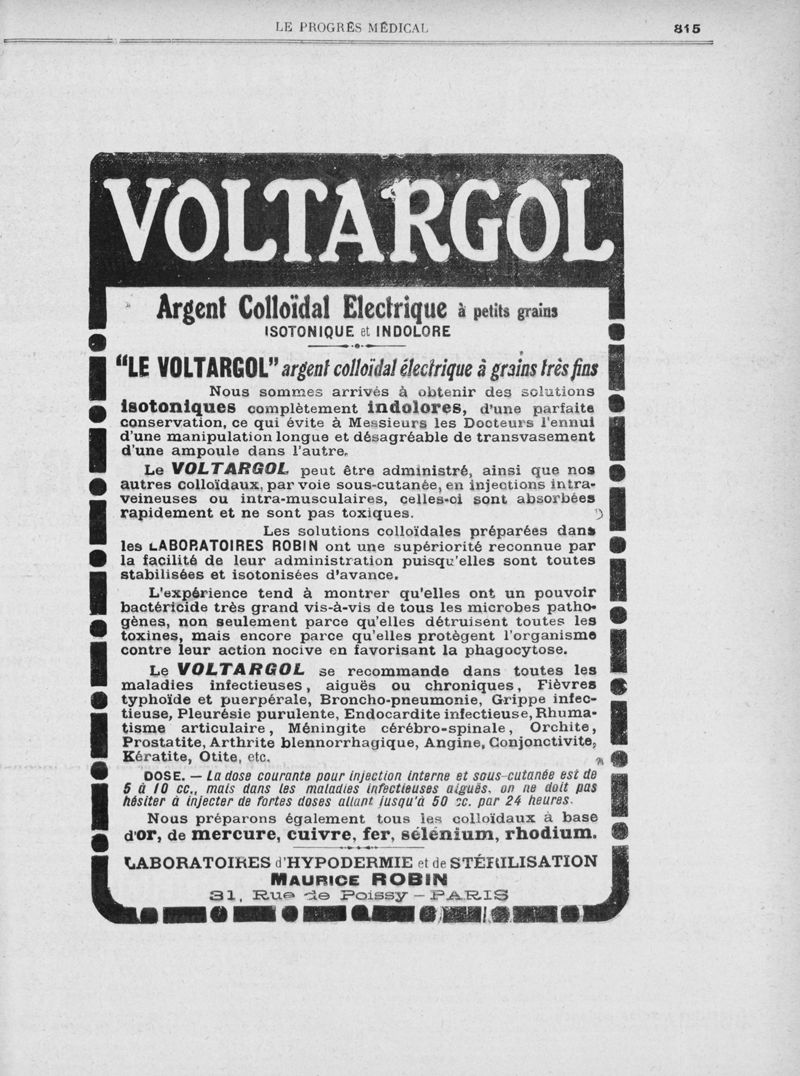 LE PROGRÈS MÉDICAL
815
VOLTARGOL
Argent Colloïdal Electrique à petits grains
ISOTONIQUE et INDOLORE
“LE VOLTARGOL” argent colloïdal électrique à grains très fins
Nous sommes arrivés à obtenir des solutions
isotoniques complètement indolores, d'une parfaite
conservation, ce qui évite à Messieurs les Docteurs l'ennui
d'une manipulation longue et désagréable de transvasement
d'une ampoule dans l'autre.
Le VOLTARGOL peut être administré, ainsi que nos
autres colloïdaux, par voie sous-cutanée, en injections intra-
veineuses ou intra-musculaires, celles-ci sont absorbées
rapidement et ne sont pas toxiques.
Les solutions colloïdales préparées dans
les LABORATOIRES ROBIN ont une supériorité reconnue par
la facilité de leur administration puisqu'elles sont toutes
stabilisées et isotonisées d'avance.
L'expérience tend à montrer qu'elles ont un pouvoir
bactéricide très grand vis-à-vis de tous les microbes patho-
gènes, non seulement parce qu'elles détruisent toutes les
toxines, mais encore parce qu'elles protègent l'organisme
contre leur action nocive en favorisant la phagocytose.
Le VOLTARGOL se recommande dans toutes les
maladies infectieuses, aiguës ou chroniques, Fièvres
typhoïde et puerpérale, Broncho-pneumonie, Grippe infec-
tieuse, Pleurésie purulente, Endocardite infectieuse, Rhuma-
tisme articulaire, Méningite cérébro-spinale, Orchite,
Prostatite, Arthrite blennorrhagique, Angine, Conjonctivite,
Kératite, Otite, etc.
DOSE. — La dose courante pour injection interne et sous-cutanée est de
5 à 10 cc., mais dans les maladies infectieuses aiguës, on ne doit pas
hésiter à injecter de fortes doses allant jusqu'à 50 cc. par 24 heures.
Nous préparons également tous les colloïdaux à base
d'or, de mercure, cuivre, fer, sélénium, rhodium.
LABORATOIRES d'HYPODERMIE et de STÉRILISATION
MAURICE ROBIN
31, Rue de Poissy — PARIS